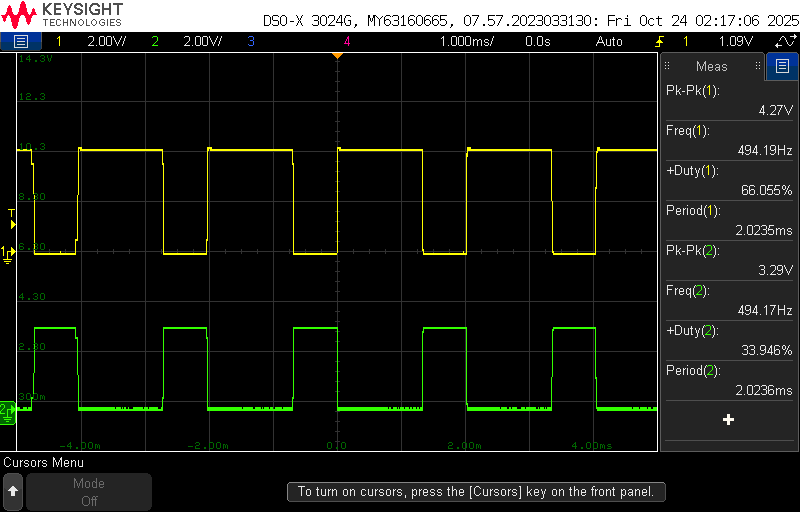 KEYSIGHT
TECHNOLOGIES
DSO-X 3024G, MY63160665, 07.57.2023033130: Fri Oct 24 02:17:06 2025
1 2.00V/ 2 2.00V/ 3 4 1.000ms/ 0.0s Auto 1 1.09V
14.3V
12.3
10.3
8.30
6.30
4.30
2.30
300m
T
1
2
-4.00m -2.00m 0.0 2.00m 4.00ms
Meas
Pk-Pk(1):
4.27V
Freq(1):
494.19Hz
+Duty(1):
66.055%
Period(1):
2.0235ms
Pk-Pk(2):
3.29V
Freq(2):
494.17Hz
+Duty(2):
33.946%
Period(2):
2.0236ms
Cursors Menu
Mode
Off
To turn on cursors, press the [Cursors] key on the front panel.